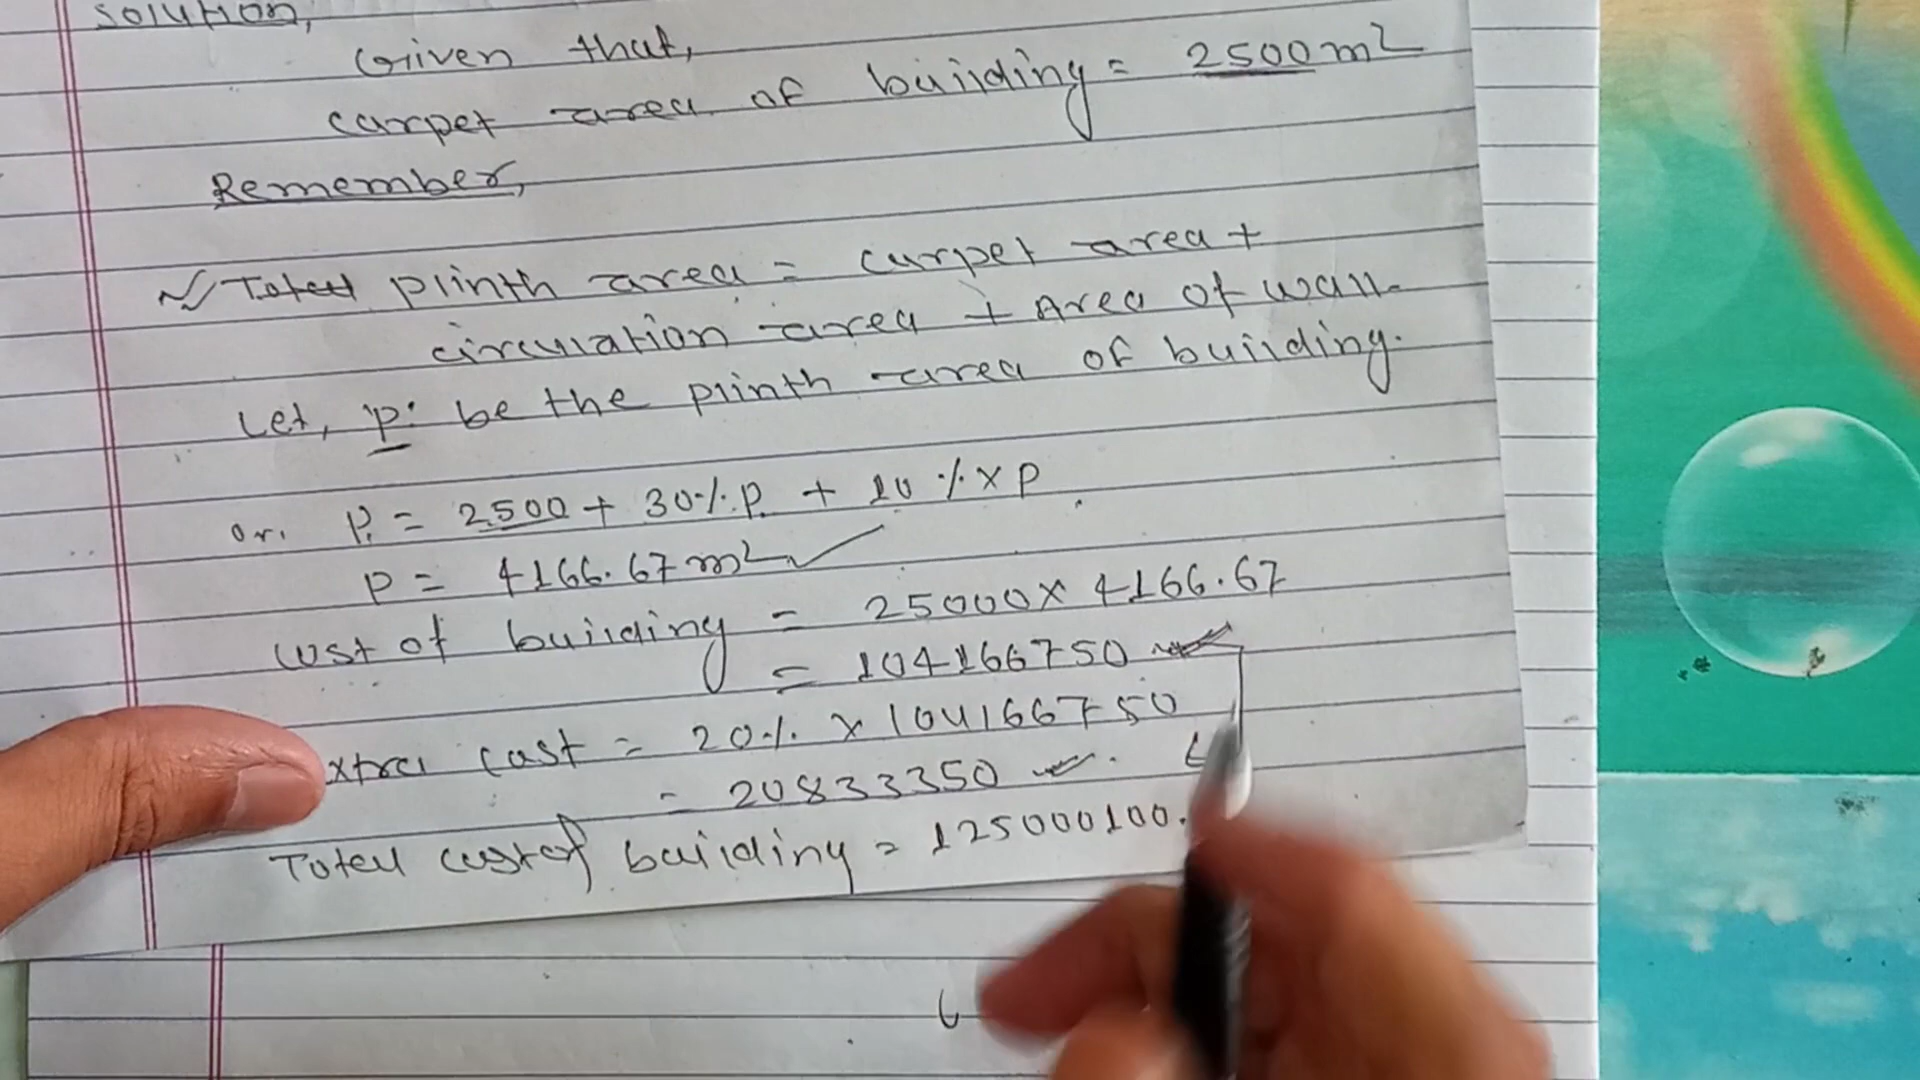 Solution,
Given that,
carpet area of building = 2500 m²
Remember,
Total plinth area = carpet area +
circulation area + Area of wall.
Let, 'p' be the plinth area of building.
or, P = 2500 + 30% P + 10 % x P
P = 4166.67 m²
Cost of building = 25000 x 4166.67
= 104166750
xtra cost = 20% x 104166750
= 20833350
Total cost of building = 125000100.